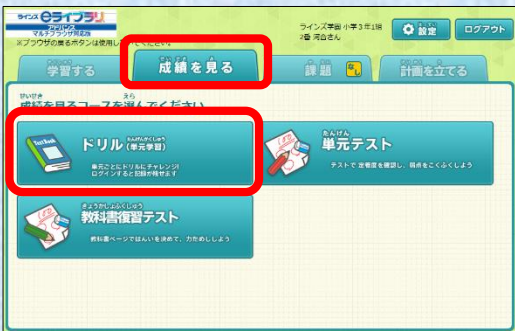 ラインズ eライブラリ
アドバンス
マルチブラウザ対応版
※ブラウザの戻るボタンは使用し
ラインズ学園 小学3年1組
2番 河合さん
設定
ログアウト
学習する
成績を見る
課題 なし
計画を立てる
成績を見るコースを選んでください
ドリル(単元学習)
単元ごとにドリルにチャレンジ!
ログインすると記録が残せます
単元テスト
テストで定着度を確認し、弱点をこくふくしよう
教科書復習テスト
教科書ページではんいを決めて、力だめししよう